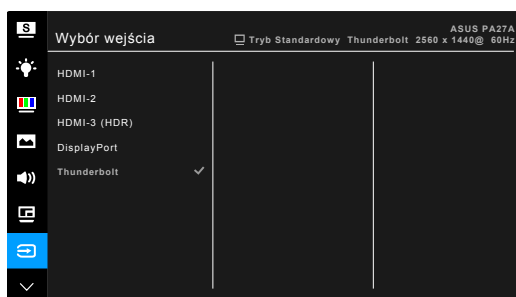 S
ASUS PA27A
Wybór wejścia
Tryb Standardowy Thunderbolt 2560 x 1440@ 60Hz
HDMI-1
HDMI-2
HDMI-3 (HDR)
DisplayPort
Thunderbolt